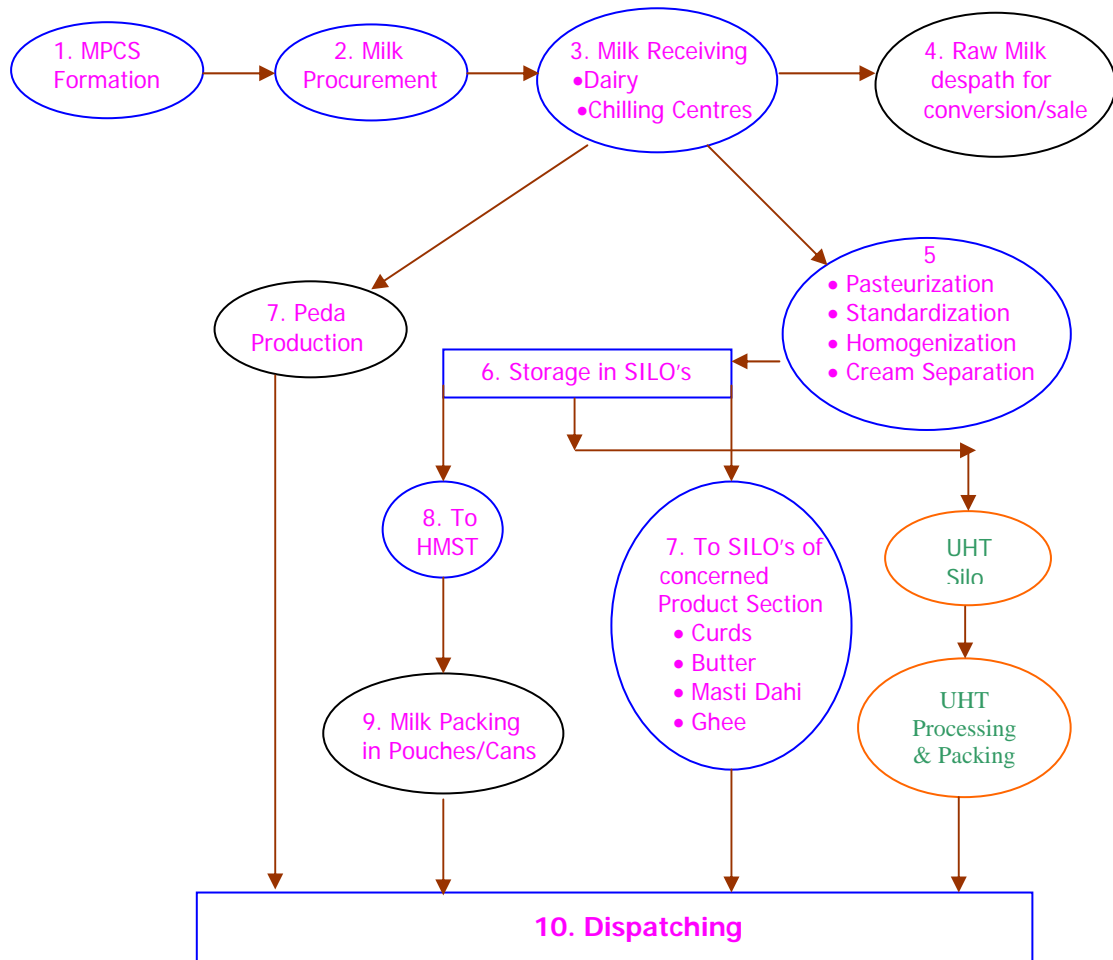 1. MPCS
Formation
2. Milk
Procurement
3. Milk Receiving
•Dairy
•Chilling Centres
4. Raw Milk
despath for
conversion/sale
5
• Pasteurization
• Standardization
• Homogenization
• Cream Separation
7. Peda
Production
6. Storage in SILO's
8. To
HMST
7. To SILO's of
concerned
Product Section
• Curds
• Butter
• Masti Dahi
• Ghee
UHT
Silo
9. Milk Packing
in Pouches/Cans
UHT
Processing
& Packing
10. Dispatching